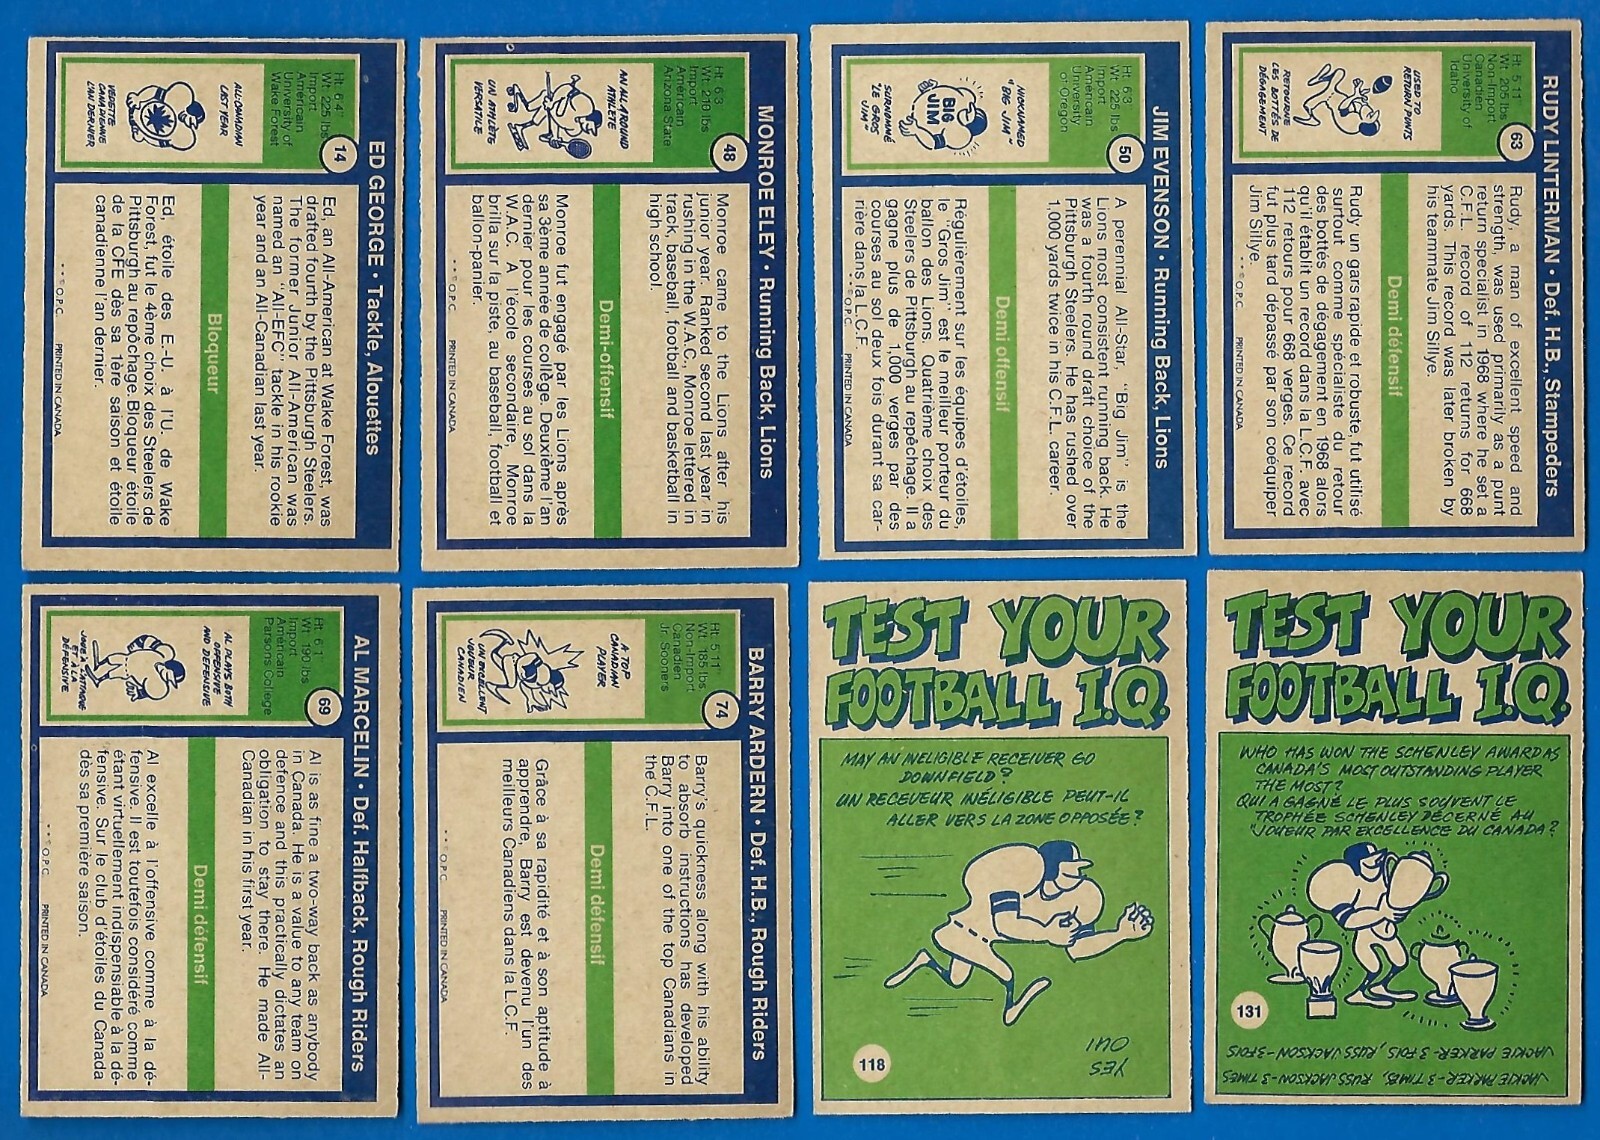 ED GEORGE • Tackle, Alouettes
14
Ht. 6'4"
Wt. 225 lbs
Import
American
University of
Wake Forest
ALL CANADIAN
LAST YEAR
VEDETTE
CANADIENNE
L'AN DERNIER
Ed, an All-American at Wake Forest, was
drafted fourth by the Pittsburgh Steelers.
The former Junior All-American was
named an "All-EFC" tackle in his rookie
year and an All-Canadian last year.
Bloqueur
Ed, étoile des E.-U. à l'U. de Wake
Forest, fut le 4ème choix des Steelers de
Pittsburgh au repêchage. Bloqueur étoile
de la CFE dès sa 1ère saison et étoile
canadienne l'an dernier.
**©O.P.C. PRINTED IN CANADA
MONROE ELEY • Running Back, Lions
48
Ht. 6'3"
Wt. 210 lbs
Import
American
Arizona State
AN ALL AROUND
ATHLETE
UN ATHLÈTE
VERSATILE
Monroe came to the Lions after his
junior year. Ranked second last year in
rushing in the W.A.C. Monroe lettered in
track, baseball, football and basketball in
high school.
Demi-offensif
Monroe fut engagé par les Lions après
sa 3ème année de collège. Deuxième l'an
dernier pour les courses au sol dans la
W.A.C. A l'école secondaire, Monroe
brilla sur la piste, au baseball, football et
ballon-panier.
**©O.P.C. PRINTED IN CANADA
JIM EVENSON • Running Back, Lions
50
Ht. 6'3"
Wt. 225 lbs
Import
American
University
of Oregon
NICKNAMED
"BIG JIM"
BIG
JIM
SURNOMMÉ
"LE GROS
JIM"
A perennial All-Star, "Big Jim" is the
Lions most consistent running back. He
was a fourth round draft choice of the
Pittsburgh Steelers. He has rushed over
1,000 yards twice in his C.F.L. career.
Demi offensif
Régulièrement sur les équipes d'étoiles,
le "Gros Jim" est le meilleur porteur du
ballon des Lions. Quatrième choix des
Steelers de Pittsburgh au repêchage. Il a
gagné plus de 1,000 verges par des
courses au sol deux fois durant sa car-
rière dans la L.C.F.
**©O.P.C. PRINTED IN CANADA
RUDY LINTERMAN • Def. H.B., Stampeders
63
Ht. 5'11"
Wt. 205 lbs
Non-Import
Canadien
University of
Idaho
USED TO
RETURN PUNTS
RETOURNE
LES BOTTÉS DE
DÉGAGEMENT
Rudy, a man of excellent speed and
strength, was used primarily as a punt
return specialist in 1968 where he set a
C.F.L. record of 112 returns for 668
yards. This record was later broken by
his teammate Jim Sillye.
Demi défensif
Rudy un gars rapide et robuste, fut utilisé
surtout comme spécialiste du retour
des bottés de dégagement en 1968 alors
qu'il établit un record dans la L.C.F. avec
112 retours pour 668 verges. Ce record
fut plus tard dépassé par son coéquiper
Jim Sillye.
**©O.P.C. PRINTED IN CANADA
AL MARCELIN • Def. Halfback, Rough Riders
69
Ht. 6'1"
Wt. 190 lbs
Import
American
Parsons College
AL PLAYS BOTH
OFFENSIVE
AND DEFENSIVE
JOUE À L'ATTAQUE
ET À LA
DÉFENSIVE
Al is as fine a two-way back as anybody
in Canada. He is a value to any team on
defence and this practically dictates an
obligation to stay there. He made All-
Canadian in his first year.
Demi défensif
Al excelle à l'offensive comme à la dé-
fensive. Il est toutefois considéré comme
étant virtuellement indispensiable à la dé-
fensive. Sur le club d'étoiles du Canada
dès sa première saison.
**©O.P.C. PRINTED IN CANADA
BARRY ARDERN • Def. H.B., Rough Riders
74
Ht. 5'11"
Wt. 185 lbs
Non-Import
Canadien
Jr. Sooners
A TOP
CANADIAN
PLAYER
UN EXCELLENT
JOUEUR
CANADIEN
Barry's quickness along with his ability
to absorb instructions has developed
Barry into one of the top Canadians in
the C.F.L.
Demi défensif
Grâce à sa rapidité et à son aptitude à
apprendre, Barry est devenu l'un des
meilleurs Canadiens dans la L.C.F.
**©O.P.C. PRINTED IN CANADA
TEST YOUR
FOOTBALL I.Q.
MAY AN INELIGIBLE RECEIVER GO
DOWNFIELD?
UN RECEVEUR INÉLIGIBLE PEUT-IL
ALLER VERS LA ZONE OPPOSÉE?
YES
OUI
118
TEST YOUR
FOOTBALL I.Q.
WHO HAS WON THE SCHENLEY AWARD AS
CANADA'S MOST OUTSTANDING PLAYER
THE MOST?
QUI A GAGNÉ LE PLUS SOUVENT LE
TROPHÉE SCHENLEY DÉCERNÉ AU
"JOUEUR PAR EXCELLENCE DU CANADA?
131
JACKIE PARKER-3 TIMES, RUSS JACKSON-3 TIMES
JACKIE PARKER-3 FOIS, RUSS JACKSON-3 FOIS